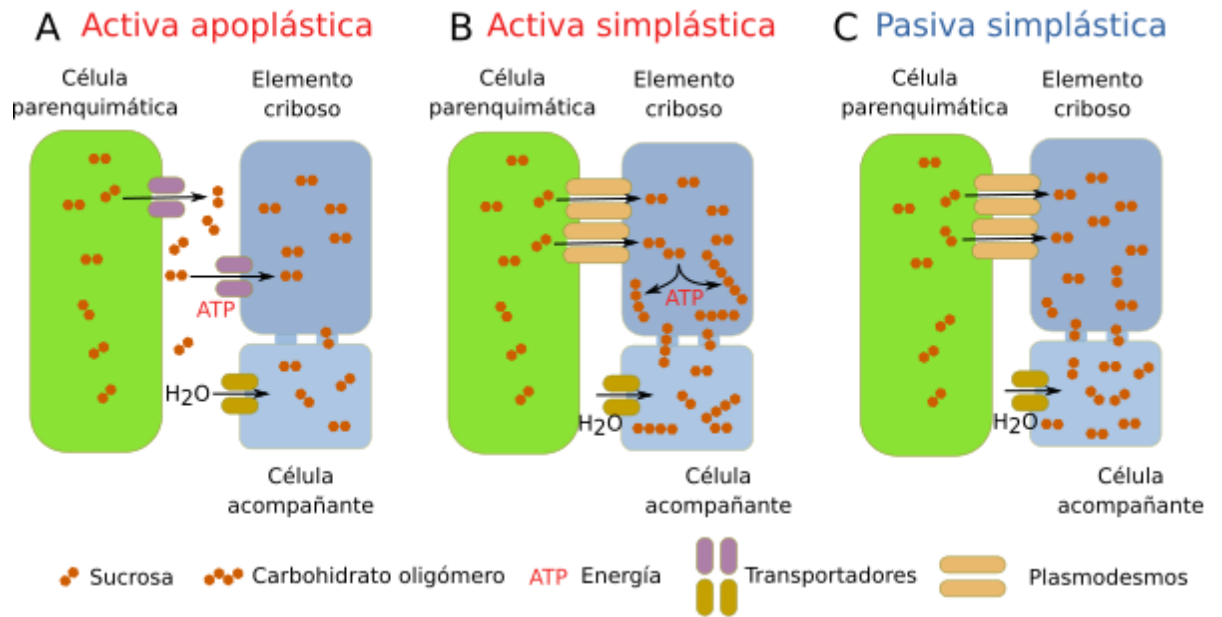 A Activa apoplástica
B Activa simplástica
C Pasiva simplástica
Célula
parenquimática
Elemento
criboso
Célula
parenquimática
Elemento
criboso
Célula
parenquimática
Elemento
criboso
ATP
H2O
Célula
acompañante
ATP
H2O
Célula
acompañante
H2O
Célula
acompañante
Sucrosa
Carbohidrato oligómero
ATP Energía
Transportadores
Plasmodesmos